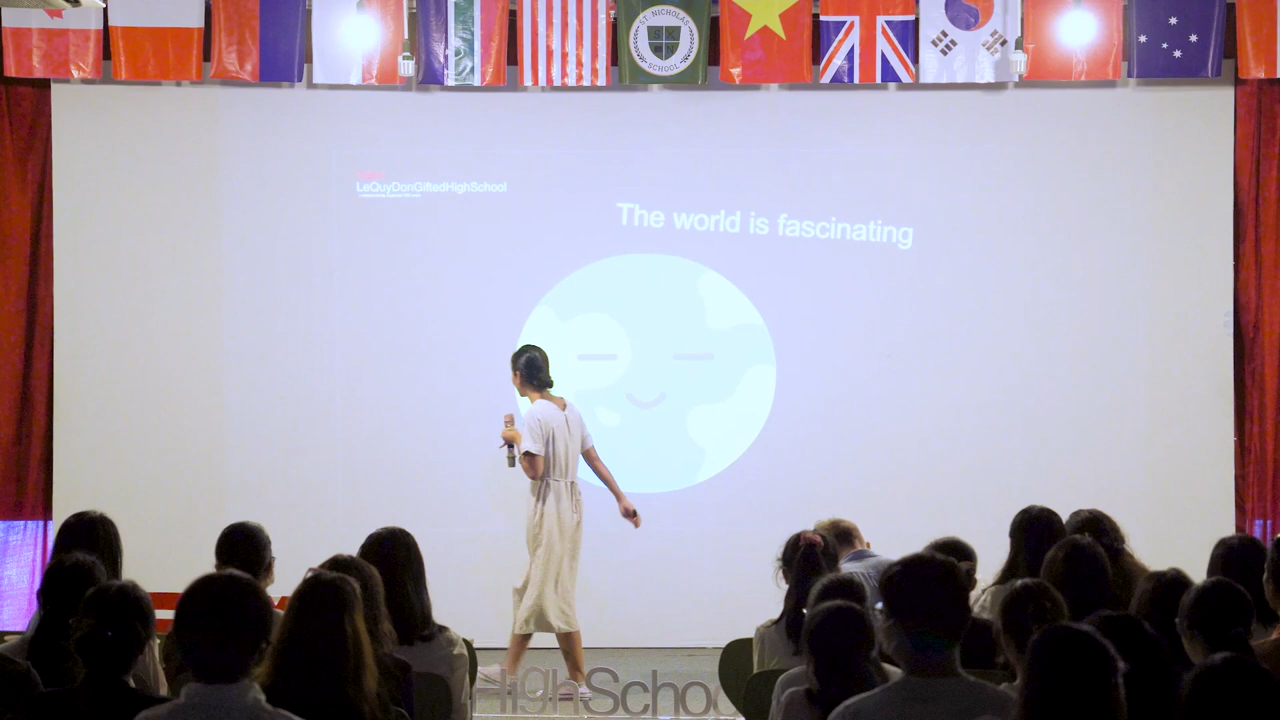 ST. NICHOLAS
SCHOOL
LeQuyDonGiftedHighSchool
The world is fascinating
HighSchool